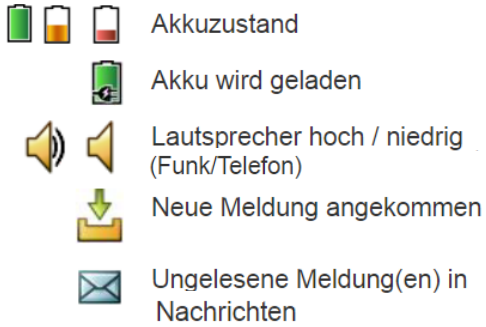 Akkuzustand
Akku wird geladen
Lautsprecher hoch / niedrig
(Funk/Telefon)
Neue Meldung angekommen
Ungelesene Meldung(en) in
Nachrichten